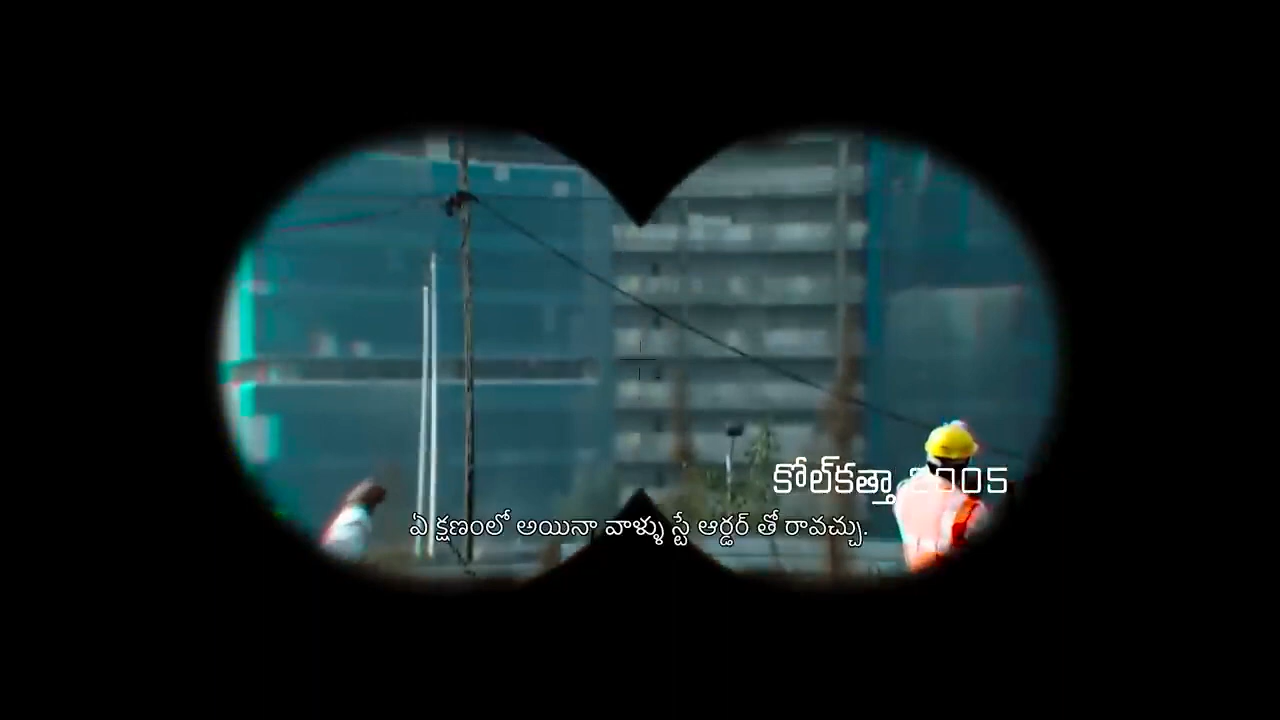 కోల్‌కత్తా 2005
ఏ క్షణంలో అయినా వాళ్ళు స్టే ఆర్డర్ తో రావచ్చు.